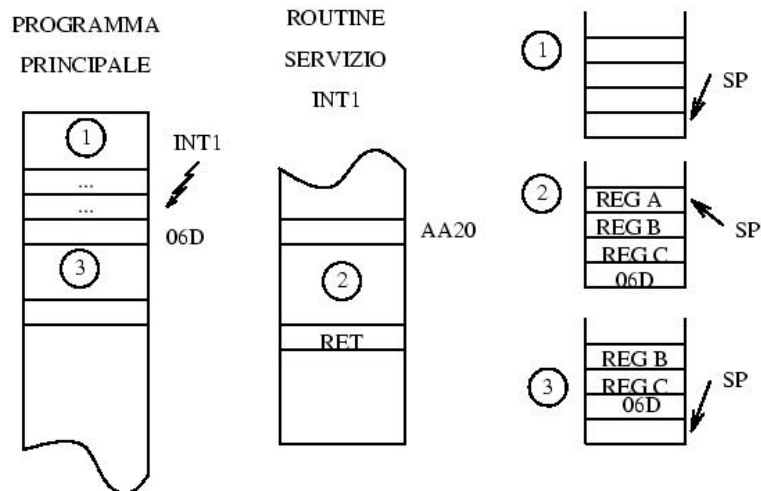 PROGRAMMA
PRINCIPALE
1
INT1
...
...
06D
3
ROUTINE
SERVIZIO
INT1
AA20
2
RET
1
SP
2
REG A
REG B
REG C
06D
SP
3
REG B
REG C
06D
SP